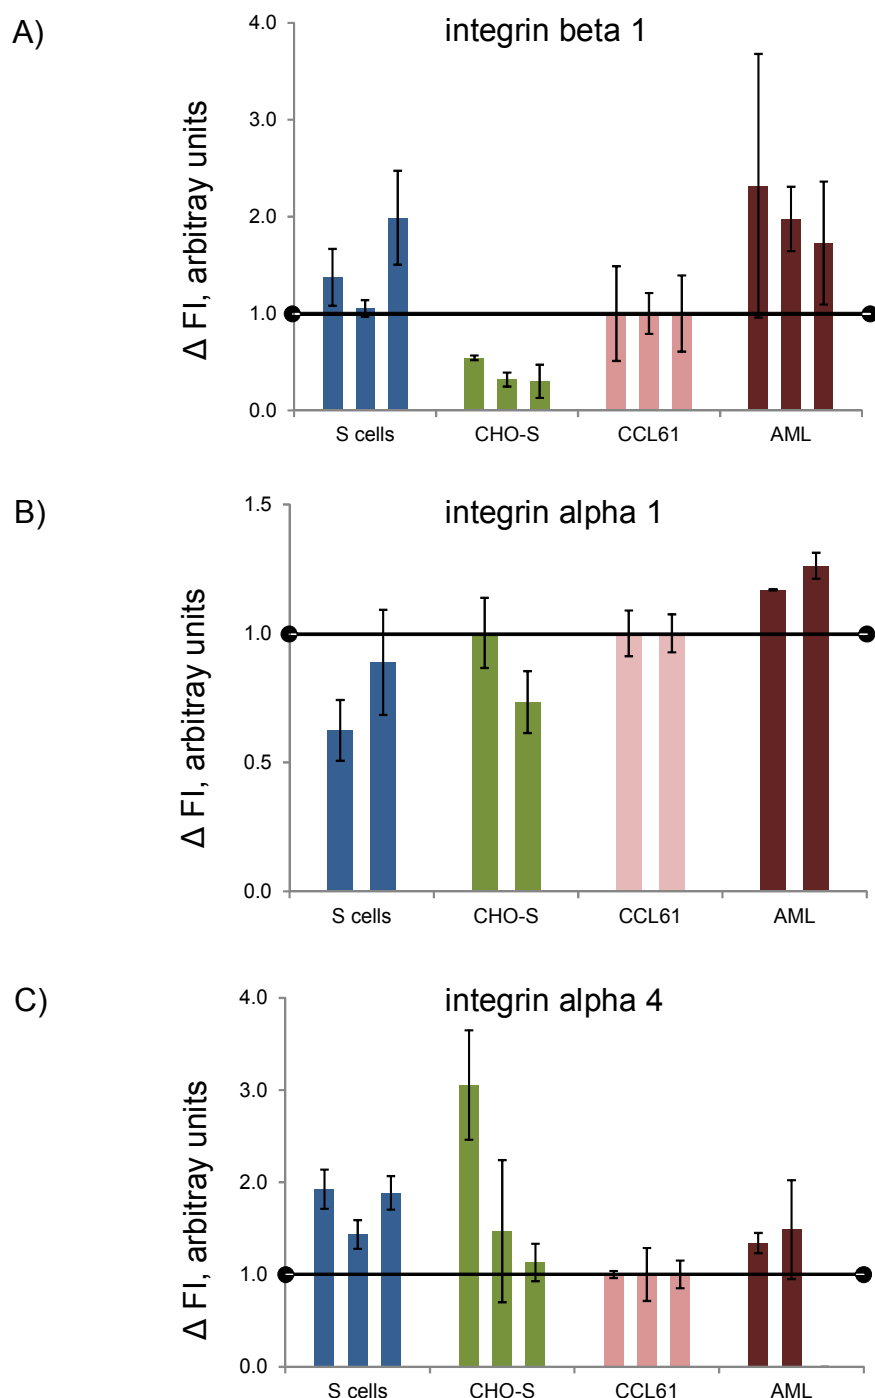 A)
integrin beta 1
Δ FI, arbitray units
4.0
3.0
2.0
1.0
0.0
S cells CHO-S CCL61 AML
B)
integrin alpha 1
Δ FI, arbitray units
1.5
1.0
0.5
0.0
S cells CHO-S CCL61 AML
C)
integrin alpha 4
Δ FI, arbitray units
4.0
3.0
2.0
1.0
0.0
S cells CHO-S CCL61 AML